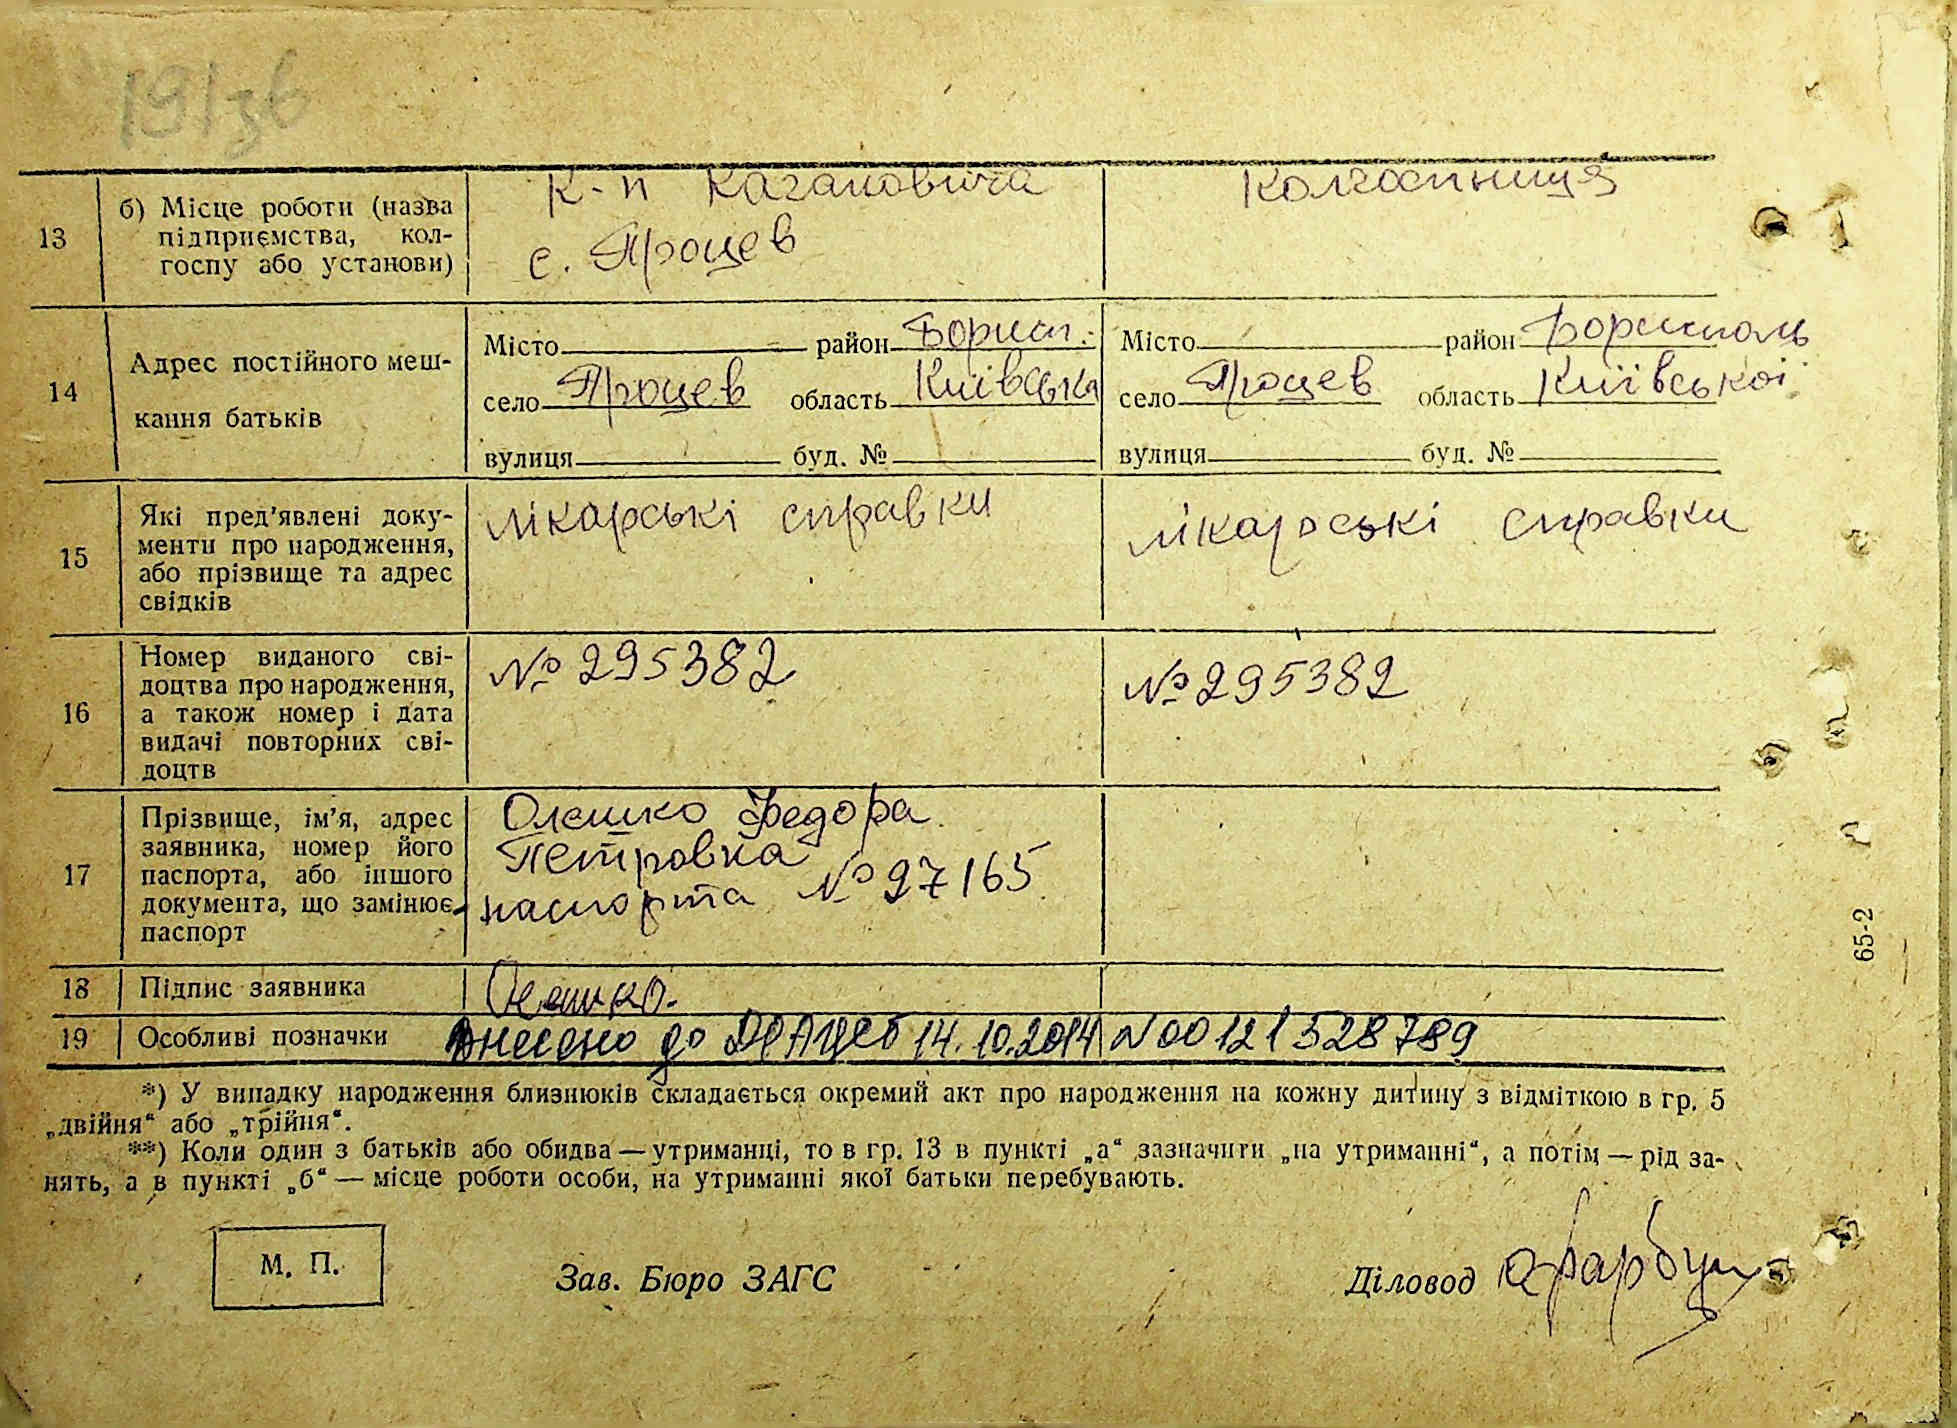 19/36
13
б) Місце роботи (назва
підприємства, кол-
госпу або установи)
к-п Кагановича
с. Процев
колгоспниця
14
Адрес постійного меш-
кання батьків
Місто район Борисп.
село Процев область Київська
вулиця буд. №
Місто район Бориспол
село Процев область Київської
вулиця буд. №
15
Які пред'явлені доку-
менти про народження,
або прізвище та адрес
свідків
лікарські справки
лікарські справки
16
Номер виданого сві-
доцтва про народження,
а також номер і дата
видачі повторних сві-
доцтв
№ 295382
№ 295382
17
Прізвище, ім'я, адрес
заявника, номер його
паспорта, або іншого
документа, що замінює
паспорт
Олешко Федора
Петровка
паспорта № 27165
18
Підпис заявника
Олешко.
19
Особливі позначки
Внесено до ДРАЦСб 14.10.2014 N 00121528789
*) У випадку народження близнюків складається окремий акт про народження на кожну дитину з відміткою в гр. 5
„двійня“ або „трійня“.
**) Коли один з батьків або обидва — утриманці, то в гр. 13 в пункті „а“ зазначити „на утриманні“, а потім — рід за-
нять, а в пункті „б“ — місце роботи особи, на утриманні якої батьки перебувають.
М. П.
Зав. Бюро ЗАГС
Діловод
65-2